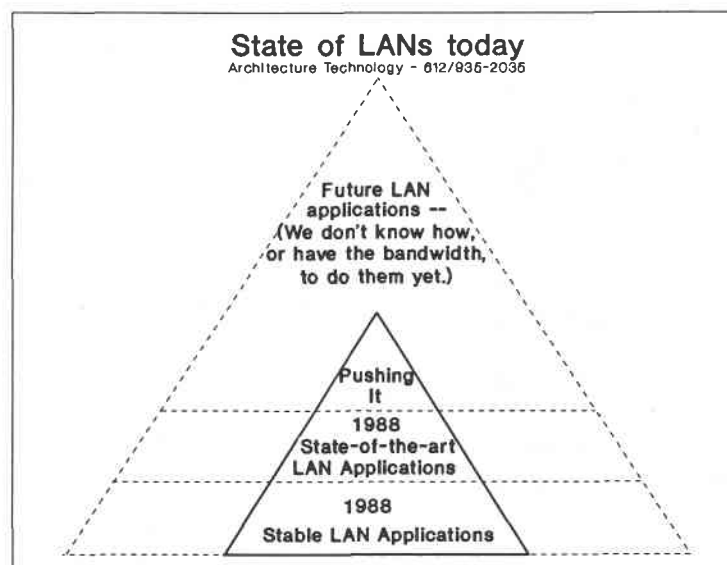 State of LANs today
Architecture Technology - 612/935-2035
Future LAN
applications --
(We don't know how,
or have the bandwidth,
to do them yet.)
Pushing
It
1988
State-of-the-art
LAN Applications
1988
Stable LAN Applications